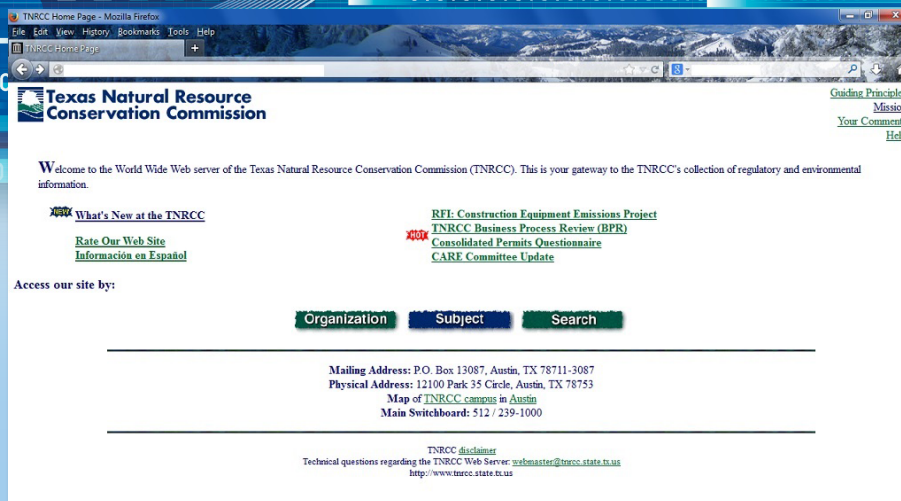 TNRCC Home Page - Mozilla Firefox
File Edit View History Bookmarks Tools Help
TNRCC Home Page
Texas Natural Resource
Conservation Commission
Guiding Principle
Missio
Your Comment
Hel
Welcome to the World Wide Web server of the Texas Natural Resource Conservation Commission (TNRCC). This is your gateway to the TNRCC's collection of regulatory and environmental
information.
NEW What's New at the TNRCC
Rate Our Web Site
Información en Español
RFI: Construction Equipment Emissions Project
HOT TNRCC Business Process Review (BPR)
Consolidated Permits Questionnaire
CARE Committee Update
Access our site by:
Organization Subject Search
Mailing Address: P.O. Box 13087, Austin, TX 78711-3087
Physical Address: 12100 Park 35 Circle, Austin, TX 78753
Map of TNRCC campus in Austin
Main Switchboard: 512 / 239-1000
TNRCC disclaimer
Technical questions regarding the TNRCC Web Server: webmaster@tnrcc.state.tx.us
http://www.tnrcc.state.tx.us